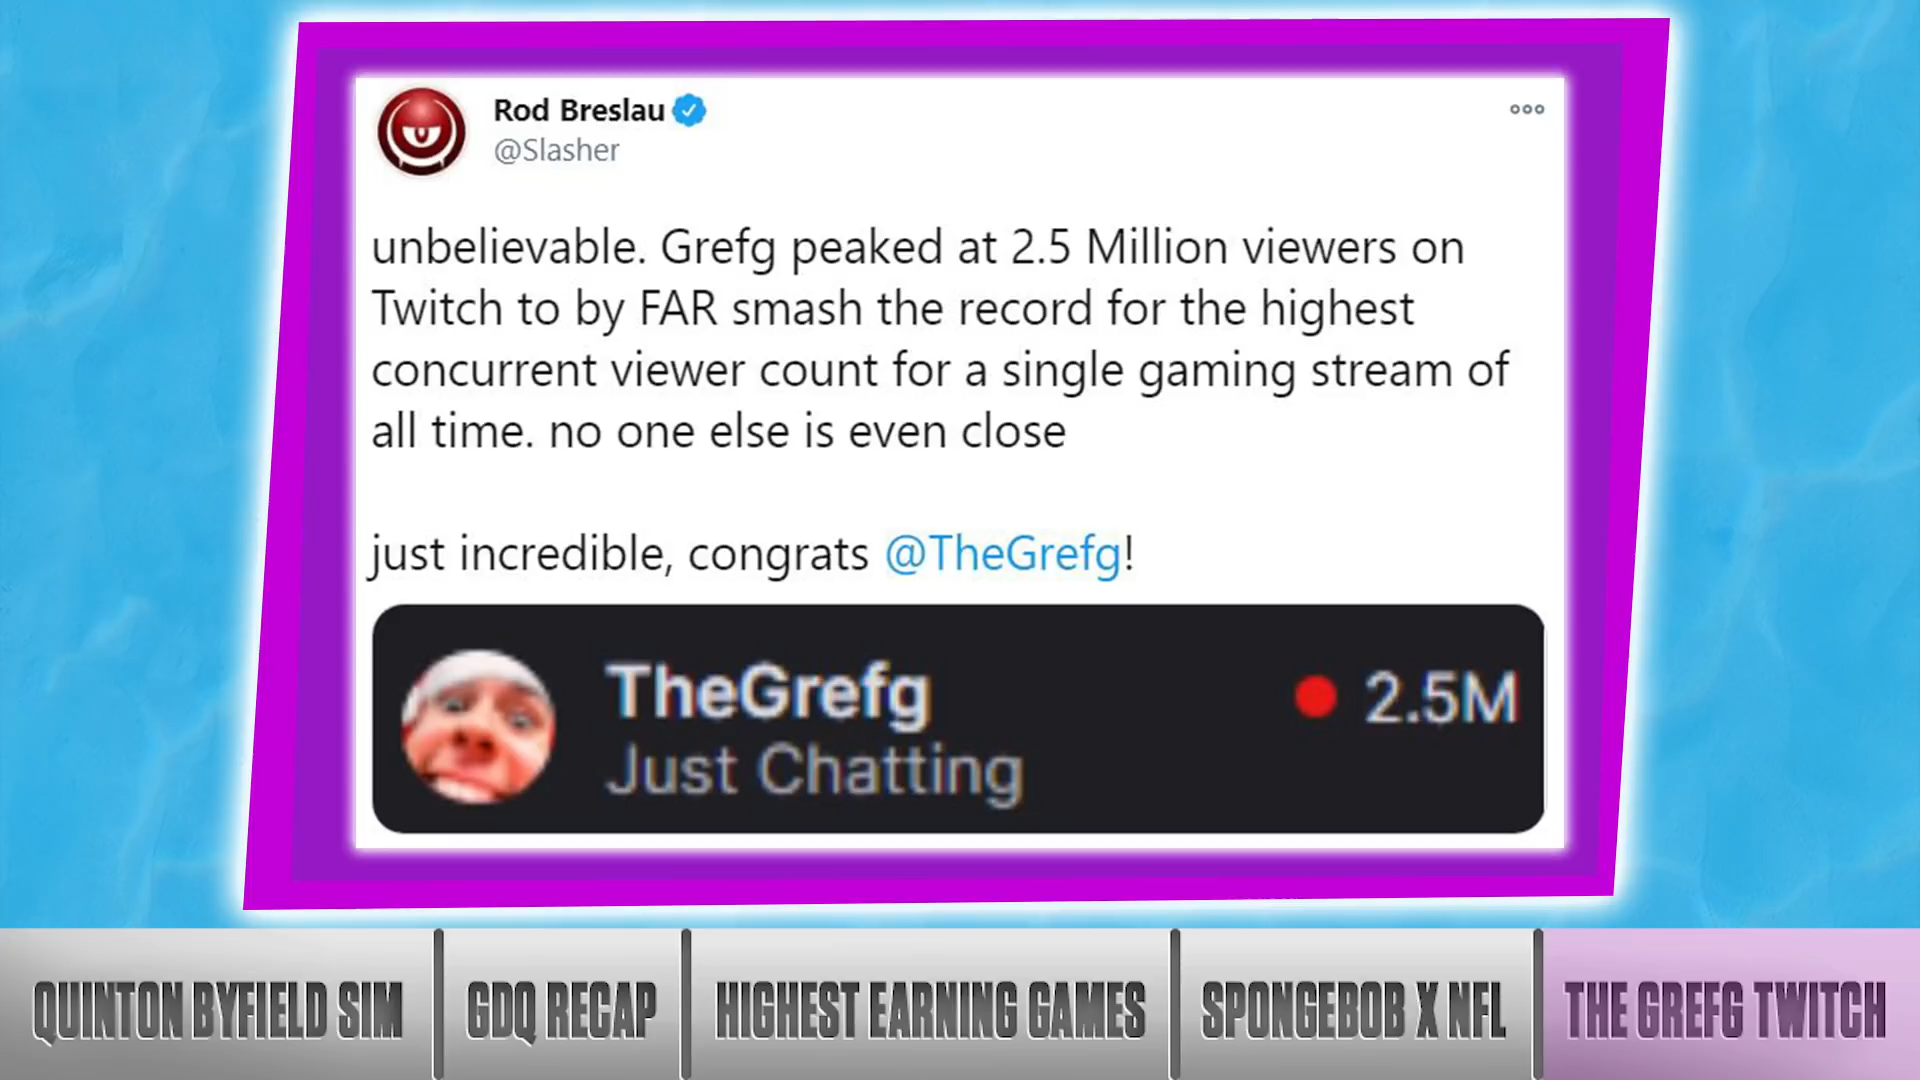 Rod Breslau
@Slasher
unbelievable. Grefg peaked at 2.5 Million viewers on
Twitch to by FAR smash the record for the highest
concurrent viewer count for a single gaming stream of
all time. no one else is even close
just incredible, congrats @TheGrefg!
TheGrefg 2.5M
Just Chatting
QUINTON BYFIELD SIM GDQ RECAP HIGHEST EARNING GAMES SPONGEBOB X NFL THE GREFG TWITCH